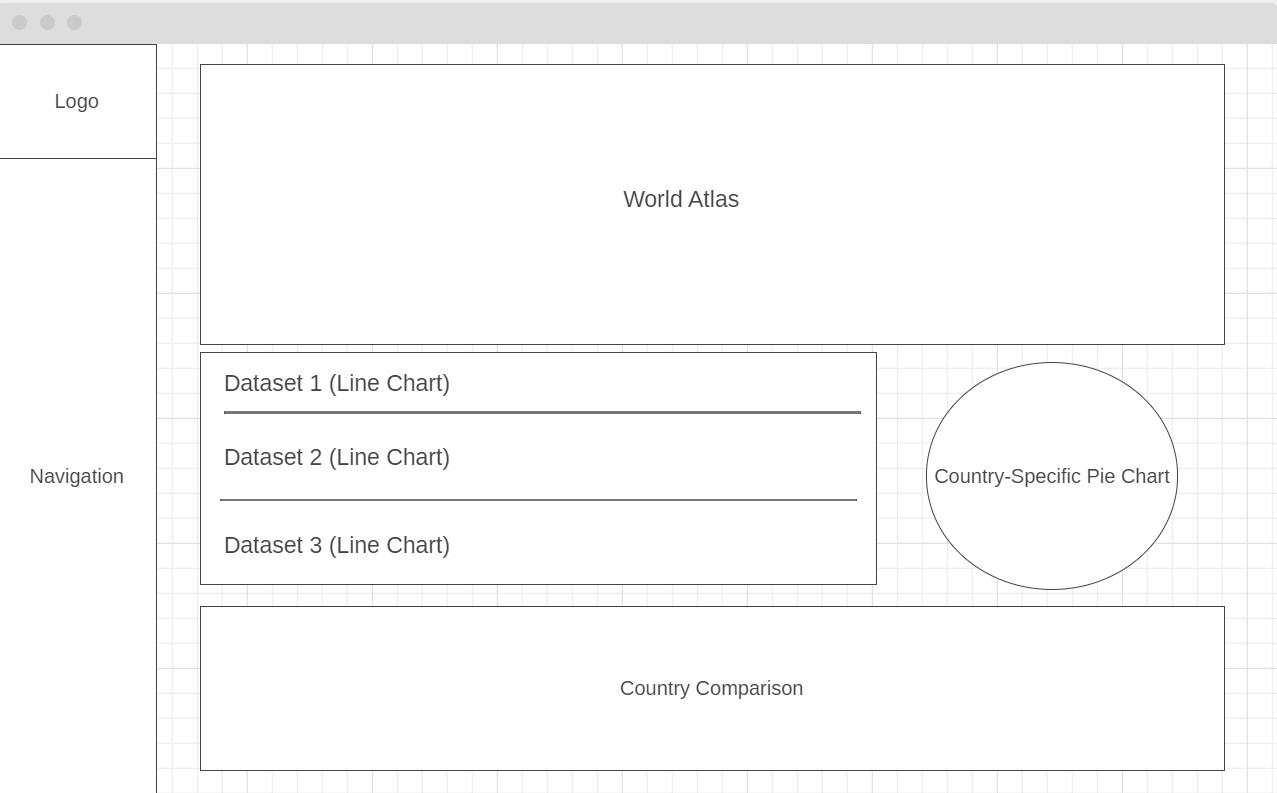 Logo
World Atlas
Dataset 1 (Line Chart)
Dataset 2 (Line Chart)
Navigation
Country-Specific Pie Chart
Dataset 3 (Line Chart)
Country Comparison